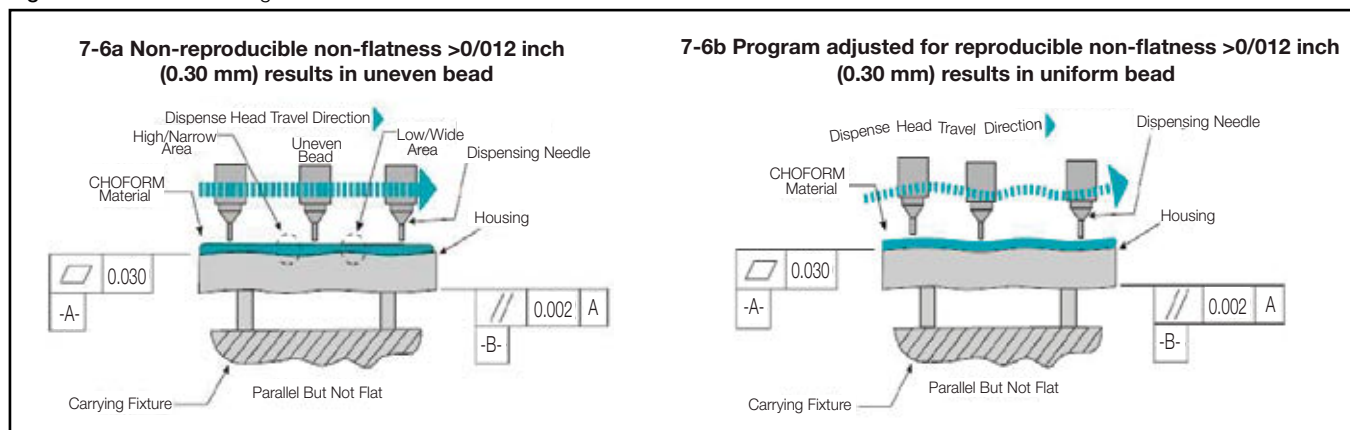 7-6a Non-reproducible non-flatness >0/012 inch
(0.30 mm) results in uneven bead
Dispense Head Travel Direction
High/Narrow
Area
Uneven
Bead
Low/Wide
Area
Dispensing Needle
CHOFORM
Material
Housing
0.030
-A-
// 0.002 A
-B-
Carrying Fixture
Parallel But Not Flat
7-6b Program adjusted for reproducible non-flatness >0/012 inch
(0.30 mm) results in uniform bead
Dispense Head Travel Direction
Dispensing Needle
CHOFORM
Material
Housing
0.030
-A-
// 0.002 A
-B-
Carrying Fixture
Parallel But Not Flat